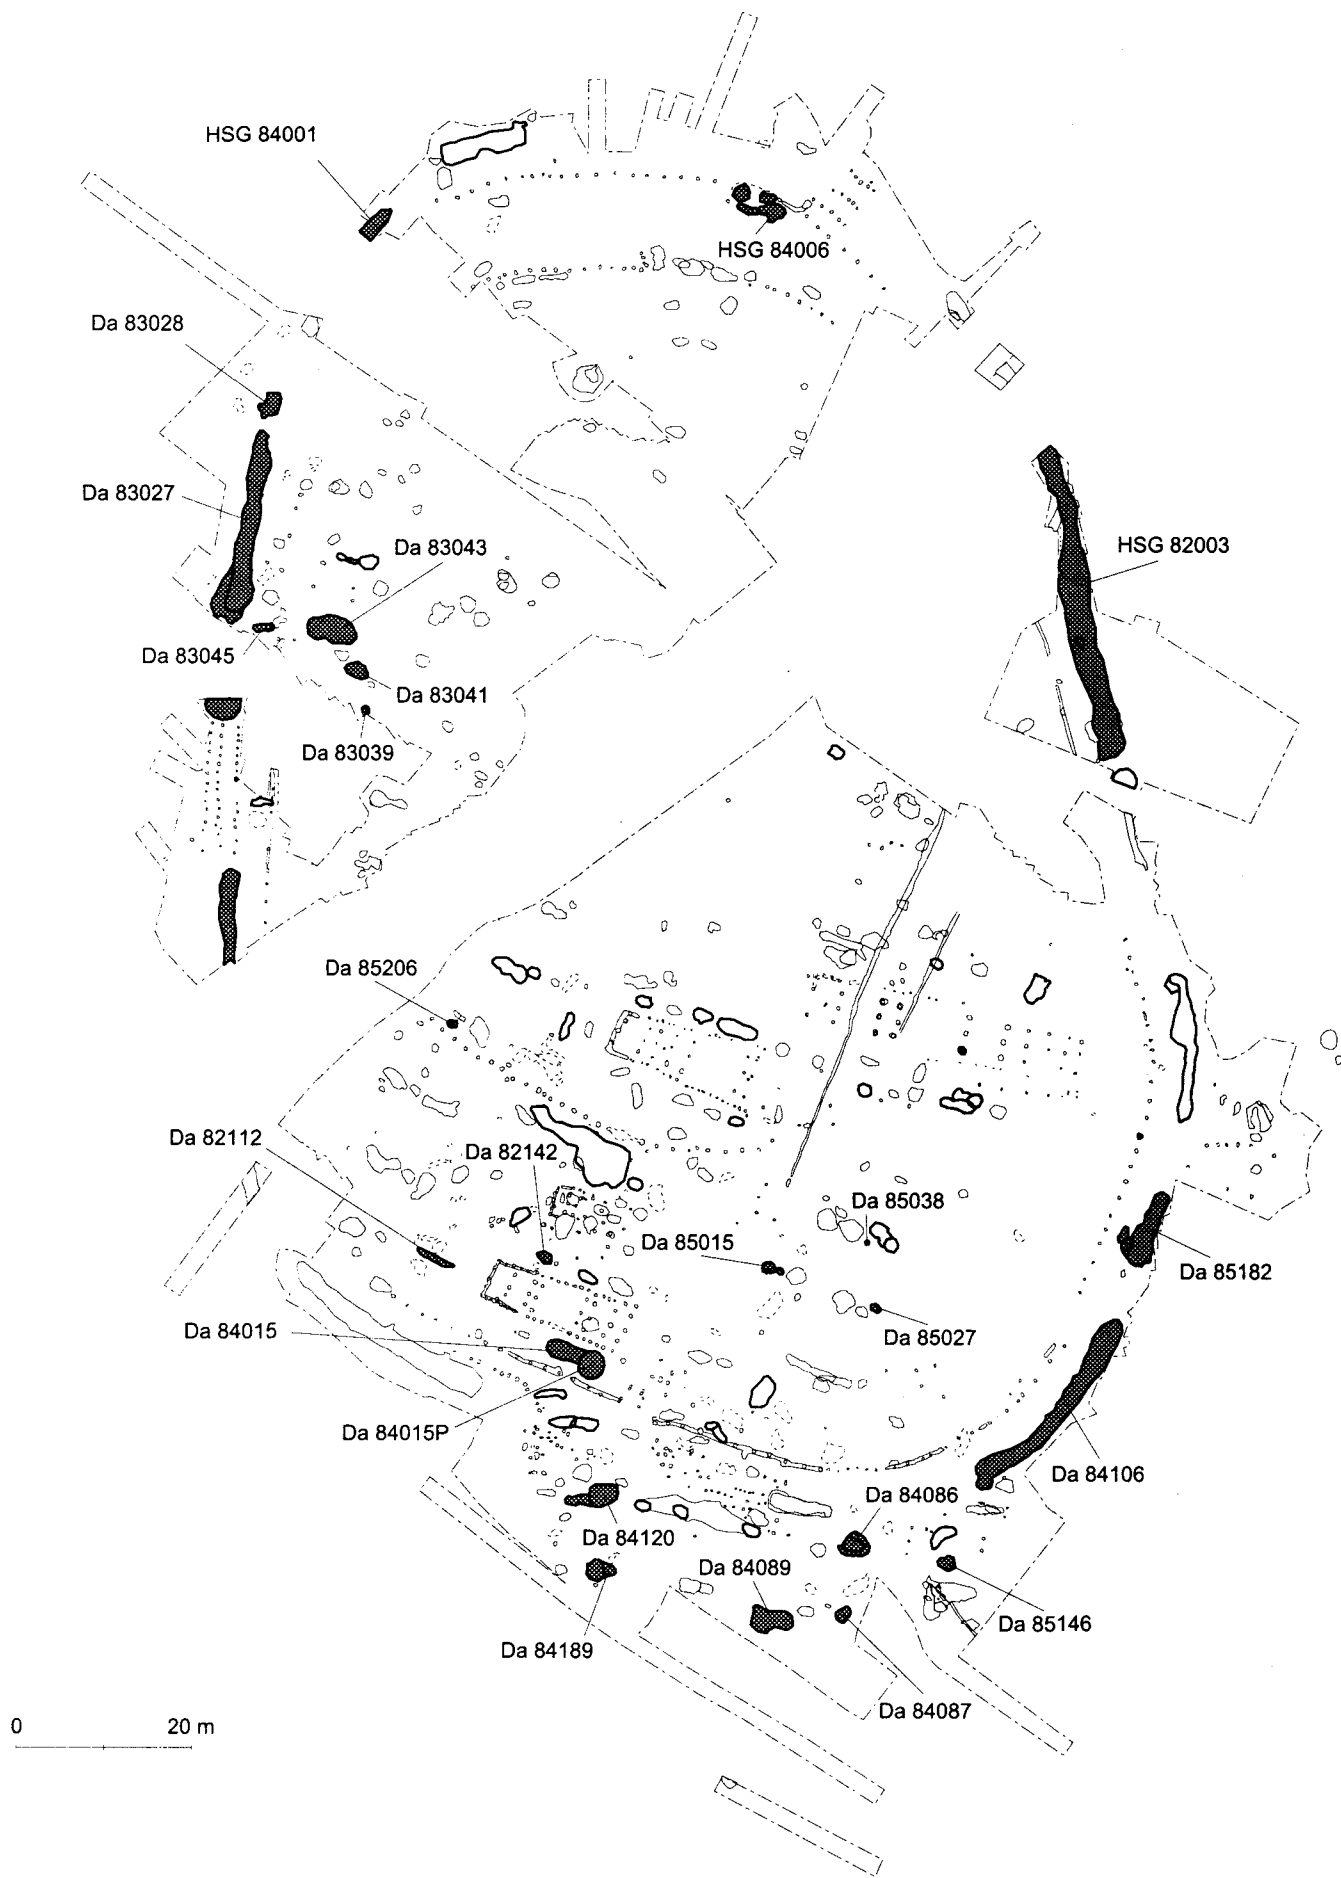 HSG 84001
HSG 84006
Da 83028
Da 83027
Da 83043
HSG 82003
Da 83045
Da 83041
Da 83039
Da 85206
Da 82112
Da 82142
Da 85038
Da 85015
Da 85182
Da 84015
Da 85027
Da 84015P
Da 84106
Da 84086
Da 84120
Da 84089
Da 85146
Da 84189
Da 84087
0 20 m